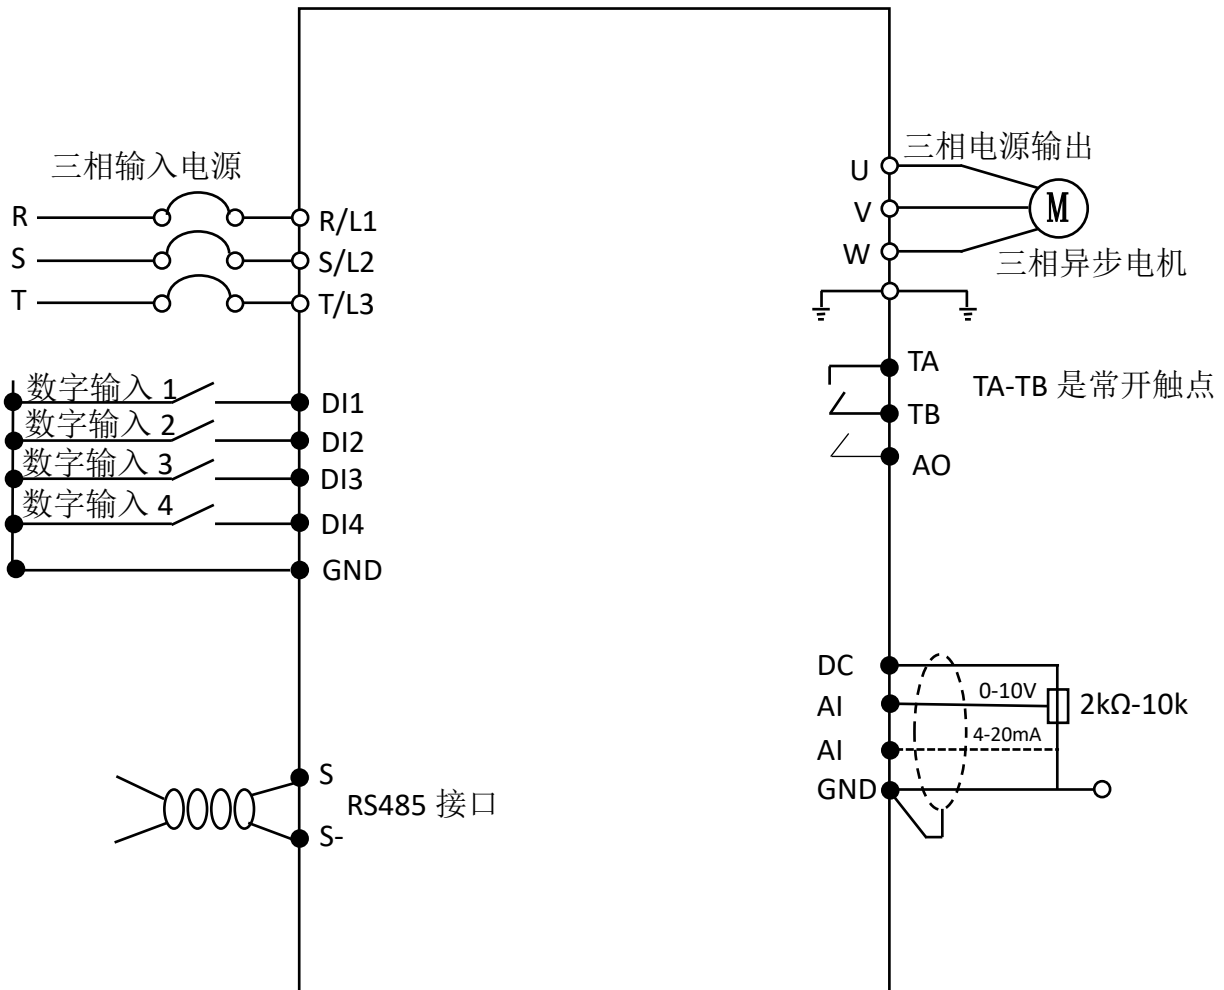 三相输入电源
R
R/L1
S
S/L2
T
T/L3
数字输入 1
DI1
数字输入 2
DI2
数字输入 3
DI3
数字输入 4
DI4
GND
S
RS485 接口
S-
三相电源输出
U
V
M
W
三相异步电机
TA
TA-TB 是常开触点
TB
AO
DC
0-10V
AI
2kΩ-10k
4-20mA
AI
GND